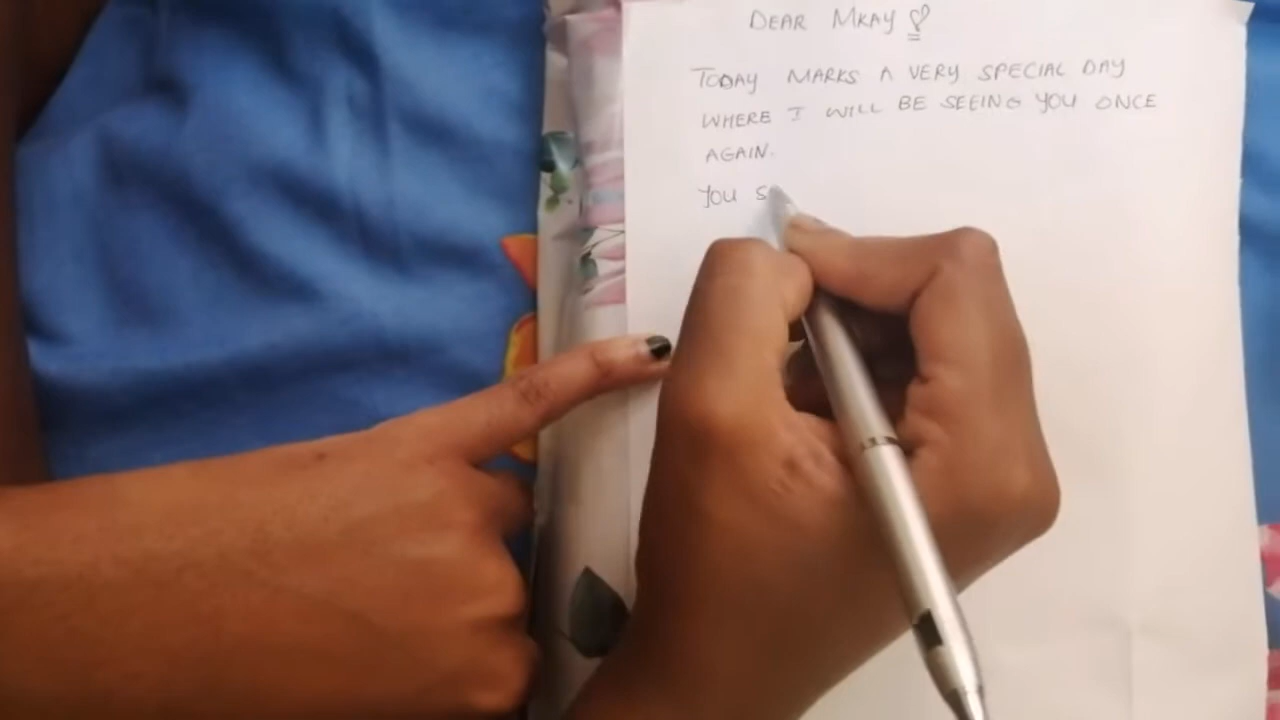 DEAR MKAY
TODAY MARKS A VERY SPECIAL DAY
WHERE I WILL BE SEEING YOU ONCE
AGAIN.
YOU S